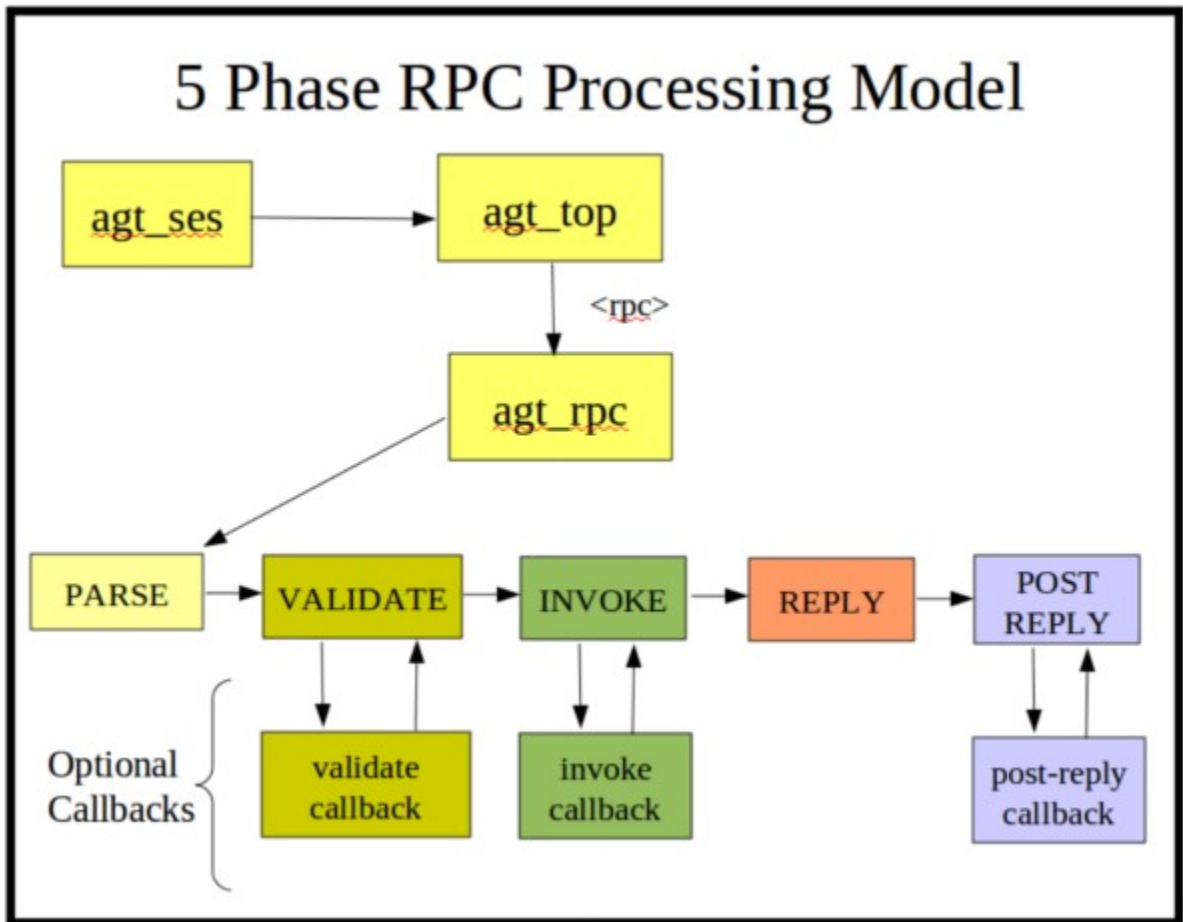 5 Phase RPC Processing Model
agt_ses
agt_top
<rpc>
agt_rpc
PARSE
VALIDATE
INVOKE
REPLY
POST
REPLY
Optional
Callbacks
validate
callback
invoke
callback
post-reply
callback